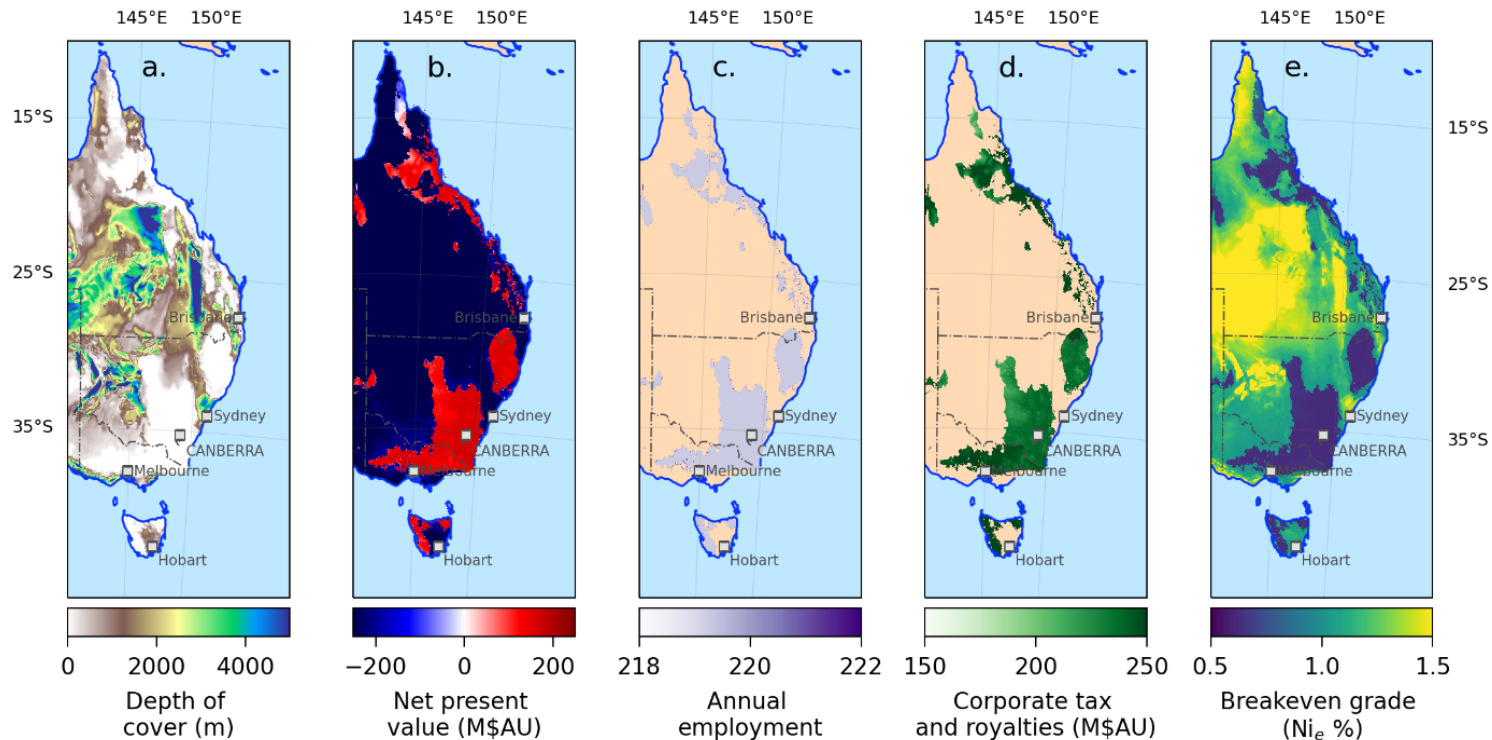 145°E 150°E 145°E 150°E 145°E 150°E 145°E 150°E 145°E 150°E
a. b. c. d. e.
15°S 15°S
25°S 25°S
Brisbane Brisbane Brisbane Brisbane Brisbane
Sydney Sydney Sydney Sydney Sydney
35°S 35°S
CANBERRA CANBERRA CANBERRA CANBERRA CANBERRA
Melbourne Melbourne Melbourne Melbourne Melbourne
Hobart Hobart Hobart Hobart Hobart
0 2000 4000 −200 0 200 218 220 222 150 200 250 0.5 1.0 1.5
Depth of Net present Annual Corporate tax Breakeven grade
cover (m) value (M$AU) employment and royalties (M$AU) (Niₑ %)